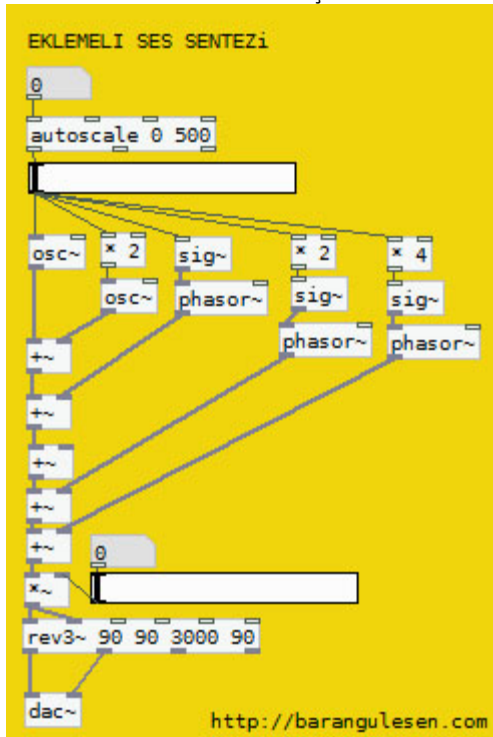 EKLEMELI SES SENTEZi
0
autoscale 0 500
osc~ * 2 sig~ * 2 * 4
osc~ phasor~ sig~ sig~
phasor~ phasor~
+~
+~
+~
+~
+~
0
*~
rev3~ 90 90 3000 90
dac~
http://barangulesen.com